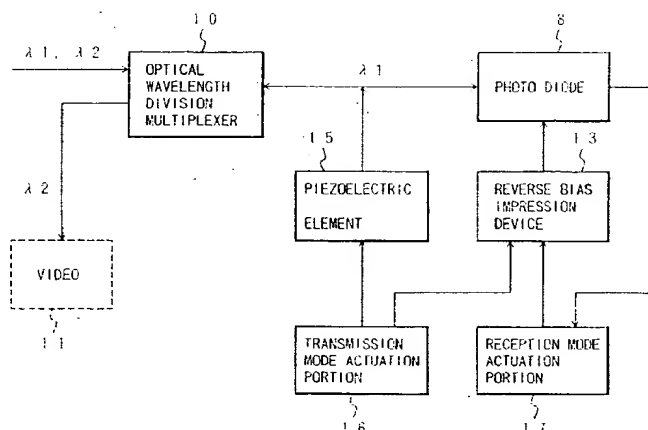 10
8
λ1, λ2
OPTICAL
WAVELENGTH
DIVISION
MULTIPLEXER
λ1
PHOTO DIODE
15
13
λ2
PIEZOELECTRIC
ELEMENT
REVERSE BIAS
IMPRESSION
DEVICE
VIDEO
11
TRANSMISSION
MODE ACTUATION
PORTION
RECEPTION MODE
ACTUATION
PORTION
16
17